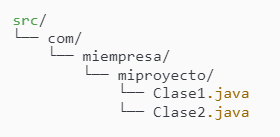 src/
└── com/
    └── miempresa/
        └── miproyecto/
            └── Clase1.java
            └── Clase2.java